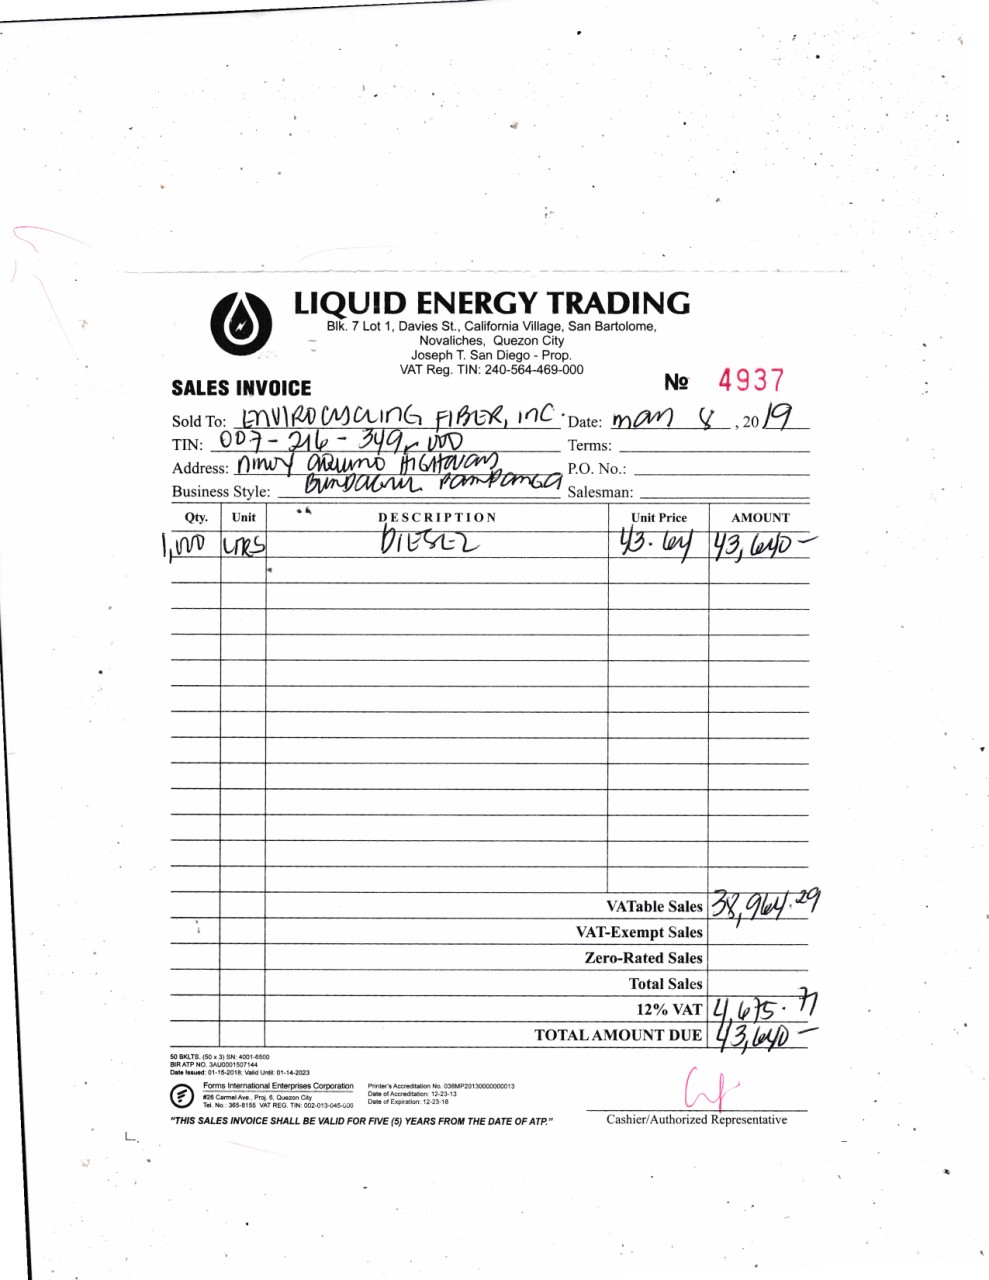 LIQUID ENERGY TRADING
Blk. 7 Lot 1, Davies St., California Village, San Bartolome,
Novaliches, Quezon City
Joseph T. San Diego - Prop.
VAT Reg. TIN: 240-564-469-000
SALES INVOICE
№ 4937
Sold To: ENVIROCYCLING FIBER, INC. Date: MAR 8, 2019
TIN: 007-216-349-000 Terms:
Address: NINOY AQUINO HIGHWAY P.O. No.:
Business Style: PAMPANGA Salesman:
Qty. Unit DESCRIPTION Unit Price AMOUNT
1,000 LTRS DIESEL 43.64 43,640-
VATable Sales 38,964.29
VAT-Exempt Sales
Zero-Rated Sales
Total Sales
12% VAT 4,675.71
TOTAL AMOUNT DUE 43,640-
50 BKLTS. (50 x 3) SN: 4001-6500
BIR ATP NO. 3AU0001507144
Date Issued: 01-15-2018; Valid Until: 01-14-2023
Forms International Enterprises Corporation
#26 Carmel Ave., Proj. 6, Quezon City
Tel. No.: 365-8155 VAT REG. TIN: 002-013-045-000
Printer's Accreditation No. 038MP20130000000013
Date of Accreditation: 12-23-13
Date of Expiration: 12-23-18
"THIS SALES INVOICE SHALL BE VALID FOR FIVE (5) YEARS FROM THE DATE OF ATP."
Cashier/Authorized Representative